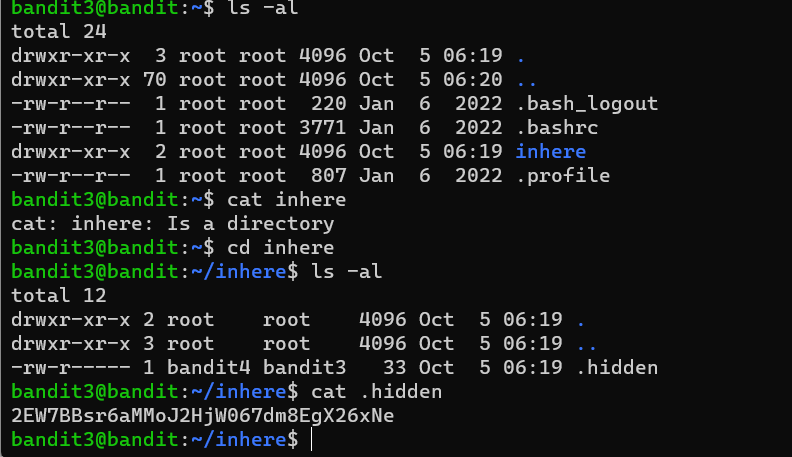 bandit3@bandit:~$ ls -al
total 24
drwxr-xr-x  3 root root 4096 Oct  5 06:19 .
drwxr-xr-x 70 root root 4096 Oct  5 06:20 ..
-rw-r--r--  1 root root  220 Jan  6  2022 .bash_logout
-rw-r--r--  1 root root 3771 Jan  6  2022 .bashrc
drwxr-xr-x  2 root root 4096 Oct  5 06:19 inhere
-rw-r--r--  1 root root  807 Jan  6  2022 .profile
bandit3@bandit:~$ cat inhere
cat: inhere: Is a directory
bandit3@bandit:~$ cd inhere
bandit3@bandit:~/inhere$ ls -al
total 12
drwxr-xr-x 2 root    root    4096 Oct  5 06:19 .
drwxr-xr-x 3 root    root    4096 Oct  5 06:19 ..
-rw-r----- 1 bandit4 bandit3   33 Oct  5 06:19 .hidden
bandit3@bandit:~/inhere$ cat .hidden
2EW7BBsr6aMMoJ2HjW067dm8EgX26xNe
bandit3@bandit:~/inhere$